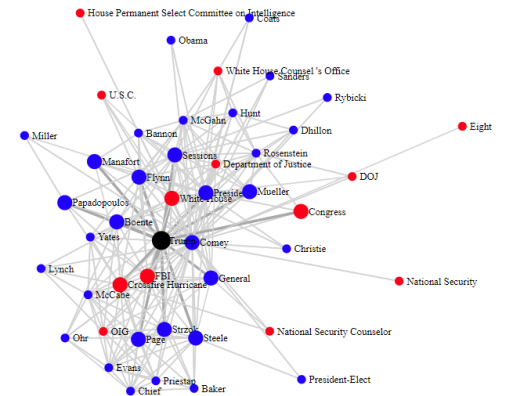 House Permanent Select Committee on Intelligence
Coats
Obama
White House Counsel 's Office
Sanders
U.S.C.
Rybicki
Hunt
McGahn
Eight
Miller
Bannon
Dhillon
Manafort
Sessions
Rosenstein
Department of Justice
Flynn
DOJ
White House
President
Mueller
Papadopoulos
Congress
Boente
Yates
Trump
Comey
Christie
Lynch
FBI
General
Crossfire Hurricane
National Security
McCabe
OIG
Strzok
National Security Counselor
Ohr
Page
Steele
Evans
Priestap
President-Elect
Chief
Baker